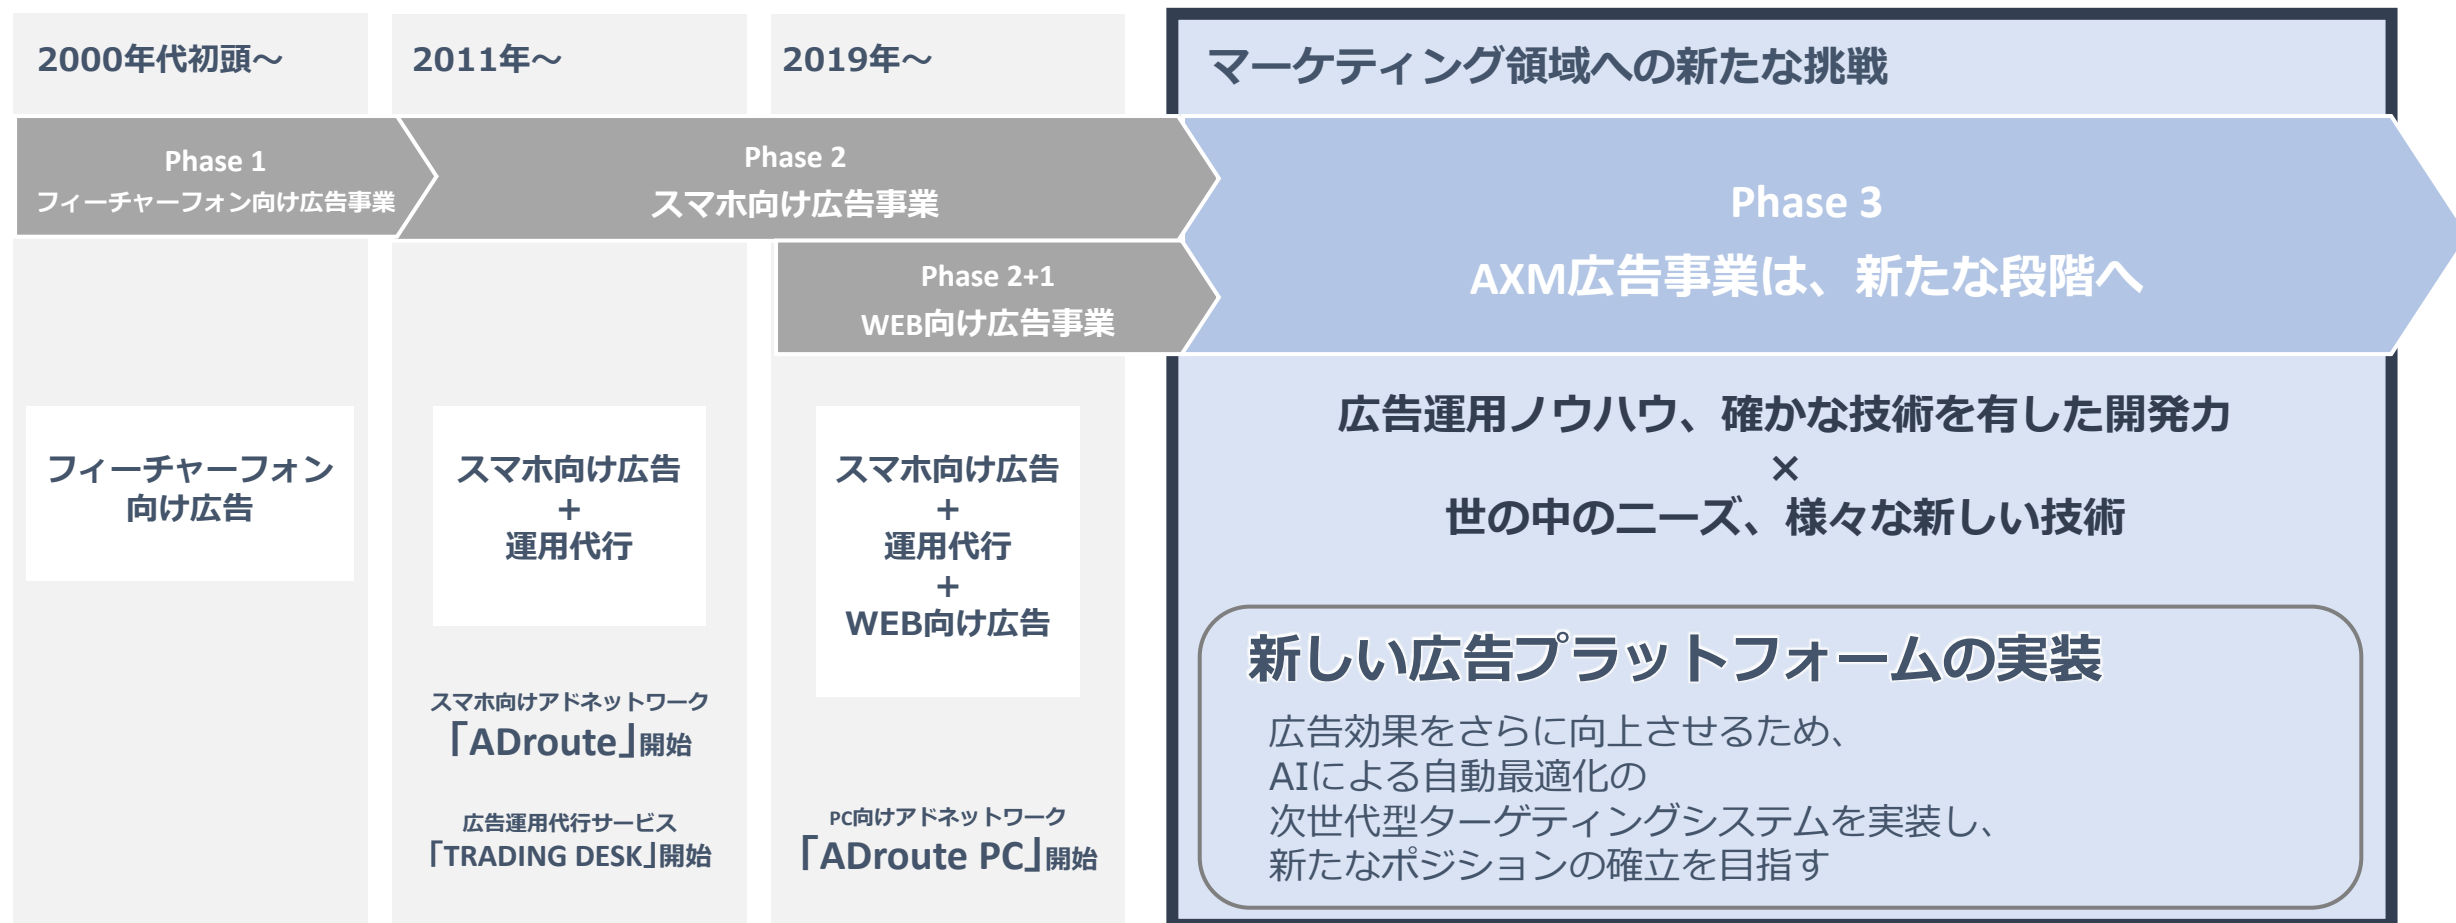 2000年代初頭～
2011年～
2019年～
マーケティング領域への新たな挑戦
Phase 1
フィーチャーフォン向け広告事業
Phase 2
スマホ向け広告事業
Phase 2+1
WEB向け広告事業
Phase 3
AXM広告事業は、新たな段階へ
フィーチャーフォン
向け広告
スマホ向け広告
+
運用代行
スマホ向けアドネットワーク
「ADroute」開始
広告運用代行サービス
「TRADING DESK」開始
スマホ向け広告
+
運用代行
+
WEB向け広告
PC向けアドネットワーク
「ADroute PC」開始
広告運用ノウハウ、確かな技術を有した開発力
×
世の中のニーズ、様々な新しい技術
新しい広告プラットフォームの実装
広告効果をさらに向上させるため、
AIによる自動最適化の
次世代型ターゲティングシステムを実装し、
新たなポジションの確立を目指す